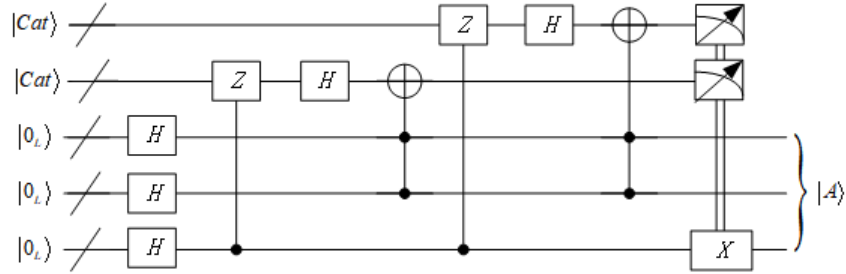 |Cat⟩ Z H
|Cat⟩ Z H
|0_L⟩ H
|0_L⟩ H |A⟩
|0_L⟩ H X